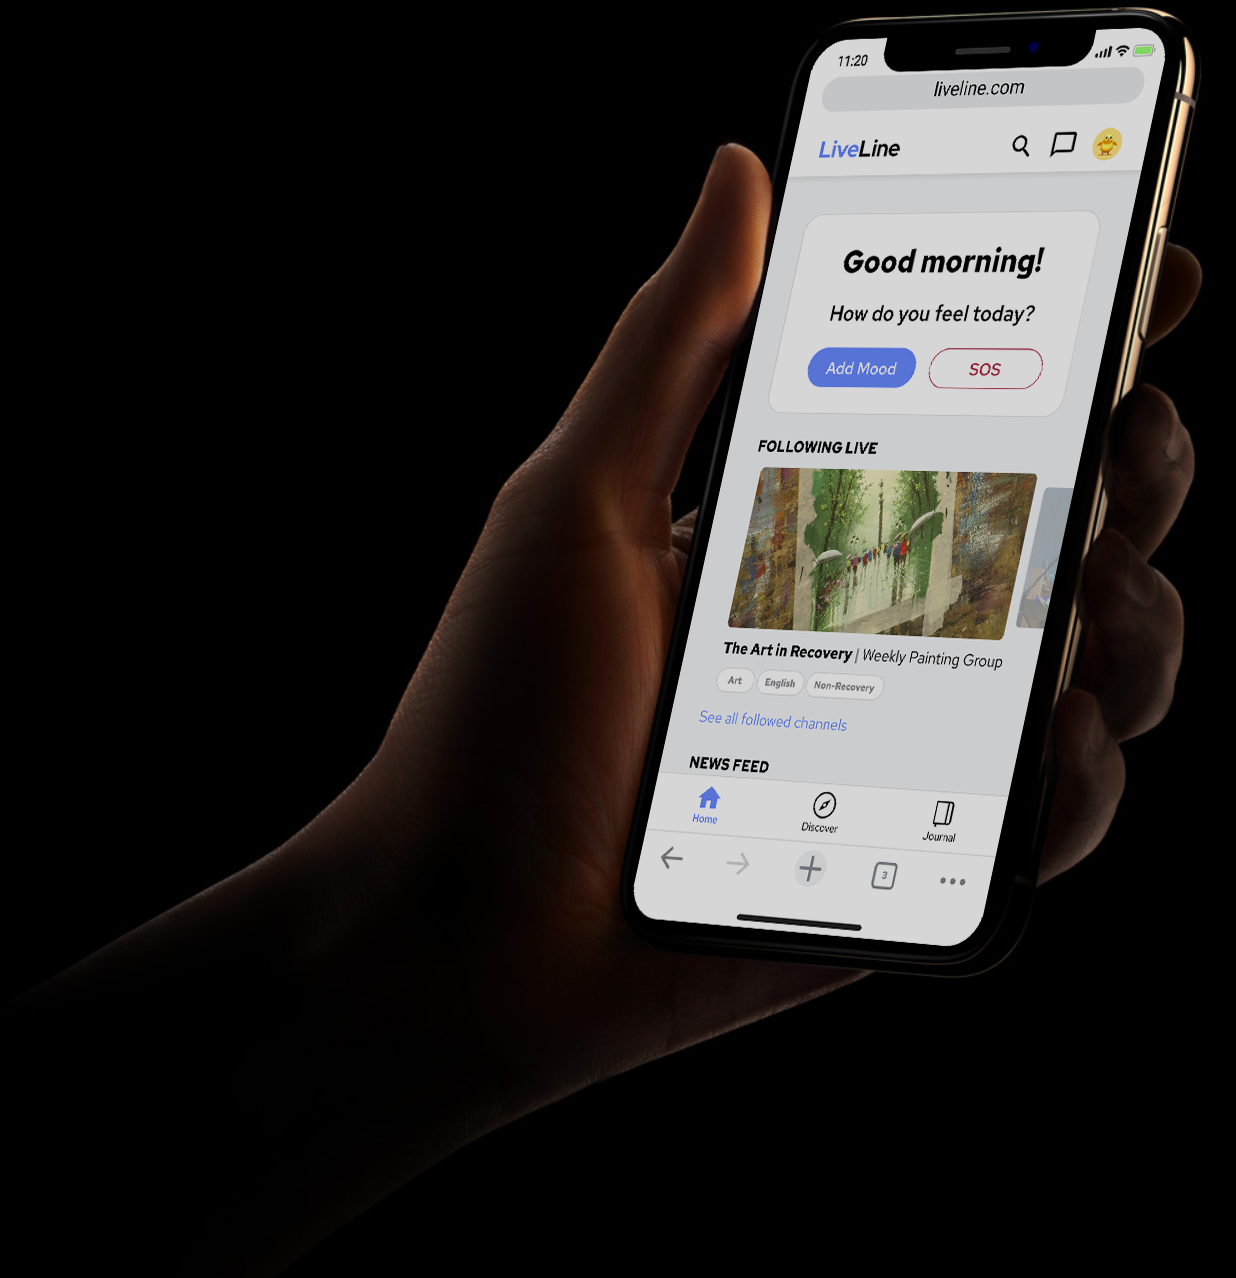 11:20
liveline.com
LiveLine
Good morning!
How do you feel today?
Add Mood
SOS
FOLLOWING LIVE
The Art in Recovery | Weekly Painting Group
Art
English
Non-Recovery
See all followed channels
NEWS FEED
Home
Discover
Journal
3